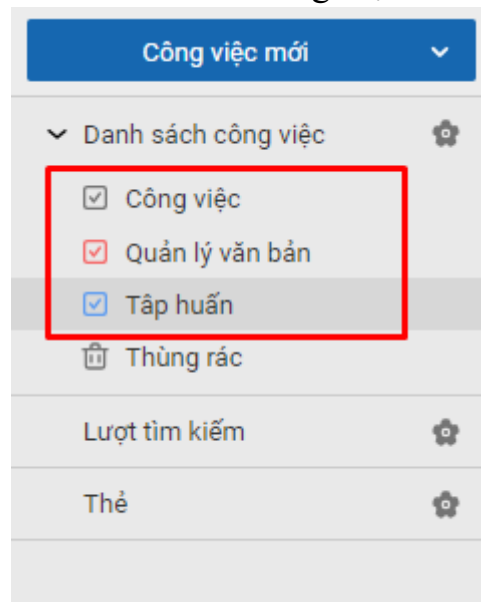 Công việc mới
Danh sách công việc
Công việc
Quản lý văn bản
Tâp huấn
Thùng rác
Lượt tìm kiếm
Thẻ